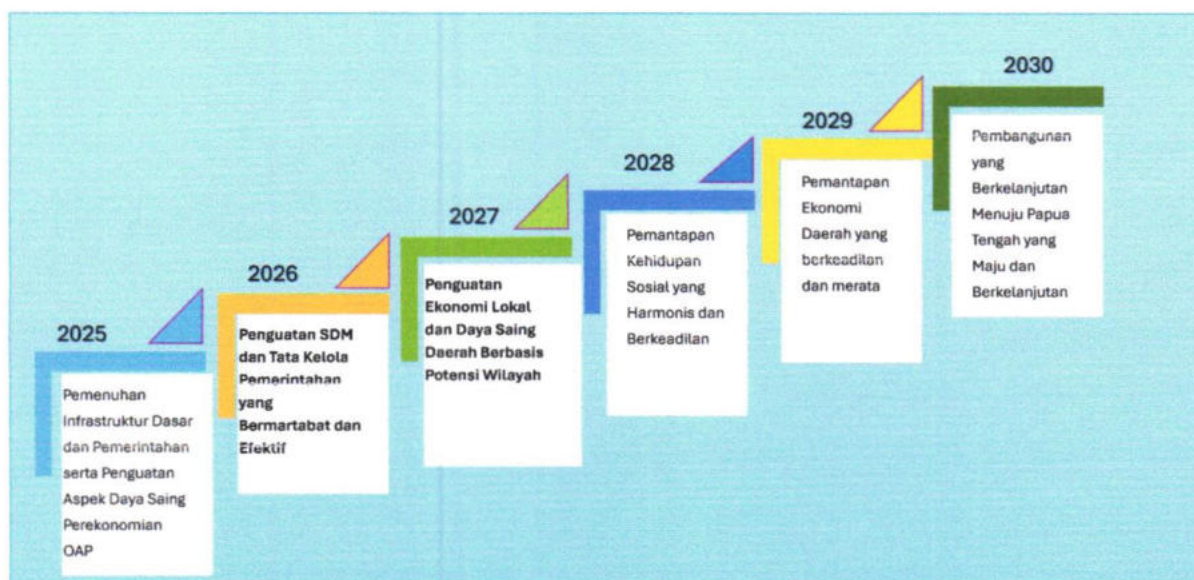 2025
Pemenuhan
Infrastruktur Dasar
dan Pemerintahan
serta Penguatan
Aspek Daya Saing
Perekonomian
OAP
2026
Penguatan SDM
dan Tata Kelola
Pemerintahan
yang
Bermartabat dan
Efektif
2027
Penguatan
Ekonomi Lokal
dan Daya Saing
Daerah Berbasis
Potensi Wilayah
2028
Pemantapan
Kehidupan
Sosial yang
Harmonis dan
Berkeadilan
2029
Pemantapan
Ekonomi
Daerah yang
berkeadilan
dan merata
2030
Pembangunan
yang
Berkelanjutan
Menuju Papua
Tengah yang
Maju dan
Berkelanjutan